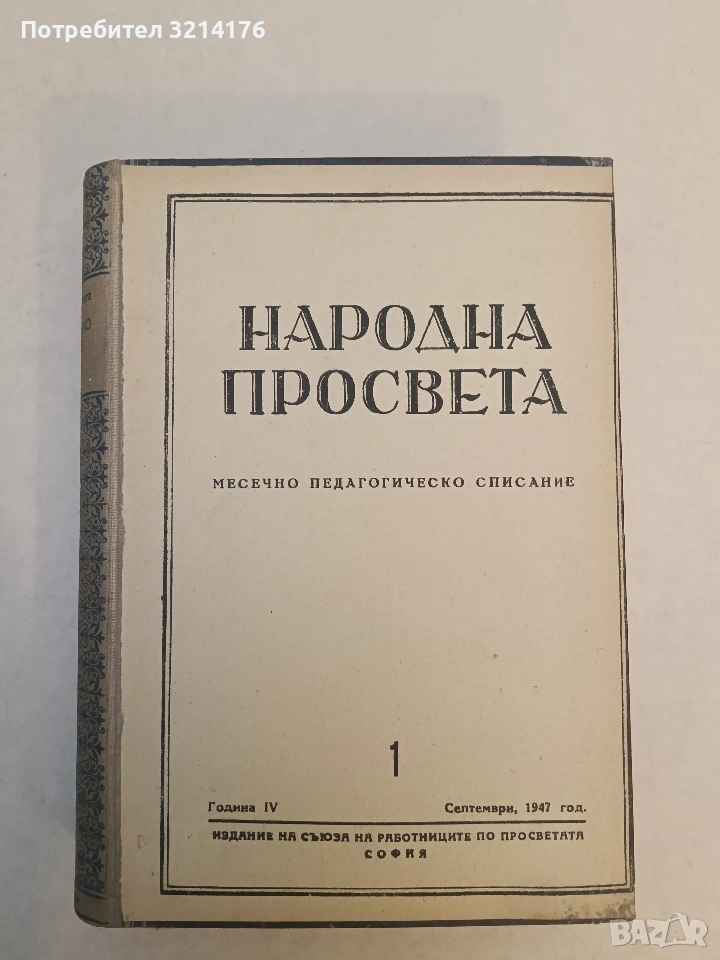 Потребител 3214176
НАРОДНА
ПРОСВЕТА
МЕСЕЧНО ПЕДАГОГИЧЕСКО СПИСАНИЕ
1
Година IV Септември, 1947 год.
ИЗДАНИЕ НА СЪЮЗА НА РАБОТНИЦИТЕ ПО ПРОСВЕТАТА
СОФИЯ
BAZAR